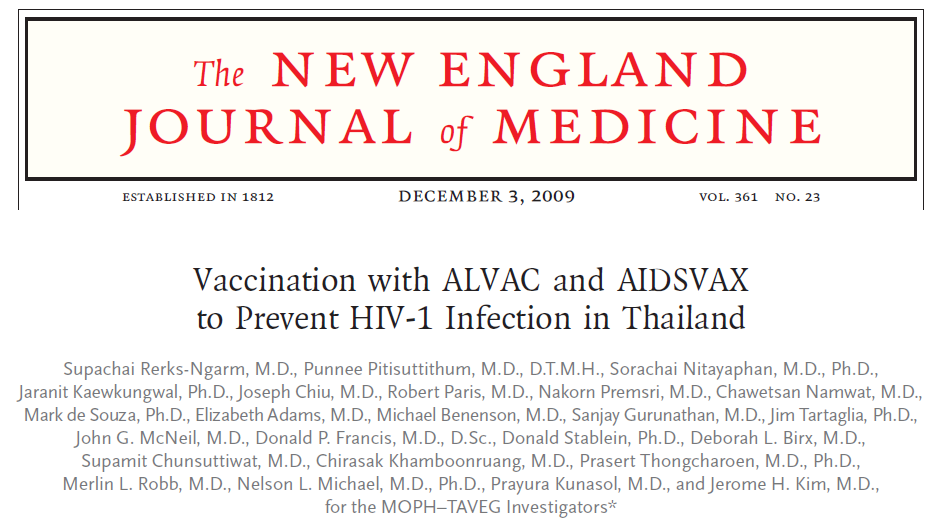 The NEW ENGLAND
JOURNAL of MEDICINE
ESTABLISHED IN 1812 DECEMBER 3, 2009 VOL. 361 NO. 23
Vaccination with ALVAC and AIDSVAX
to Prevent HIV-1 Infection in Thailand
Supachai Rerks-Ngarm, M.D., Punnee Pitisuttithum, M.D., D.T.M.H., Sorachai Nitayaphan, M.D., Ph.D.,
Jaranit Kaewkungwal, Ph.D., Joseph Chiu, M.D., Robert Paris, M.D., Nakorn Premsri, M.D., Chawetsan Namwat, M.D.,
Mark de Souza, Ph.D., Elizabeth Adams, M.D., Michael Benenson, M.D., Sanjay Gurunathan, M.D., Jim Tartaglia, Ph.D.,
John G. McNeil, M.D., Donald P. Francis, M.D., D.Sc., Donald Stablein, Ph.D., Deborah L. Birx, M.D.,
Supamit Chunsuttiwat, M.D., Chirasak Khamboonruang, M.D., Prasert Thongcharoen, M.D., Ph.D.,
Merlin L. Robb, M.D., Nelson L. Michael, M.D., Ph.D., Prayura Kunasol, M.D., and Jerome H. Kim, M.D.,
for the MOPH–TAVEG Investigators*